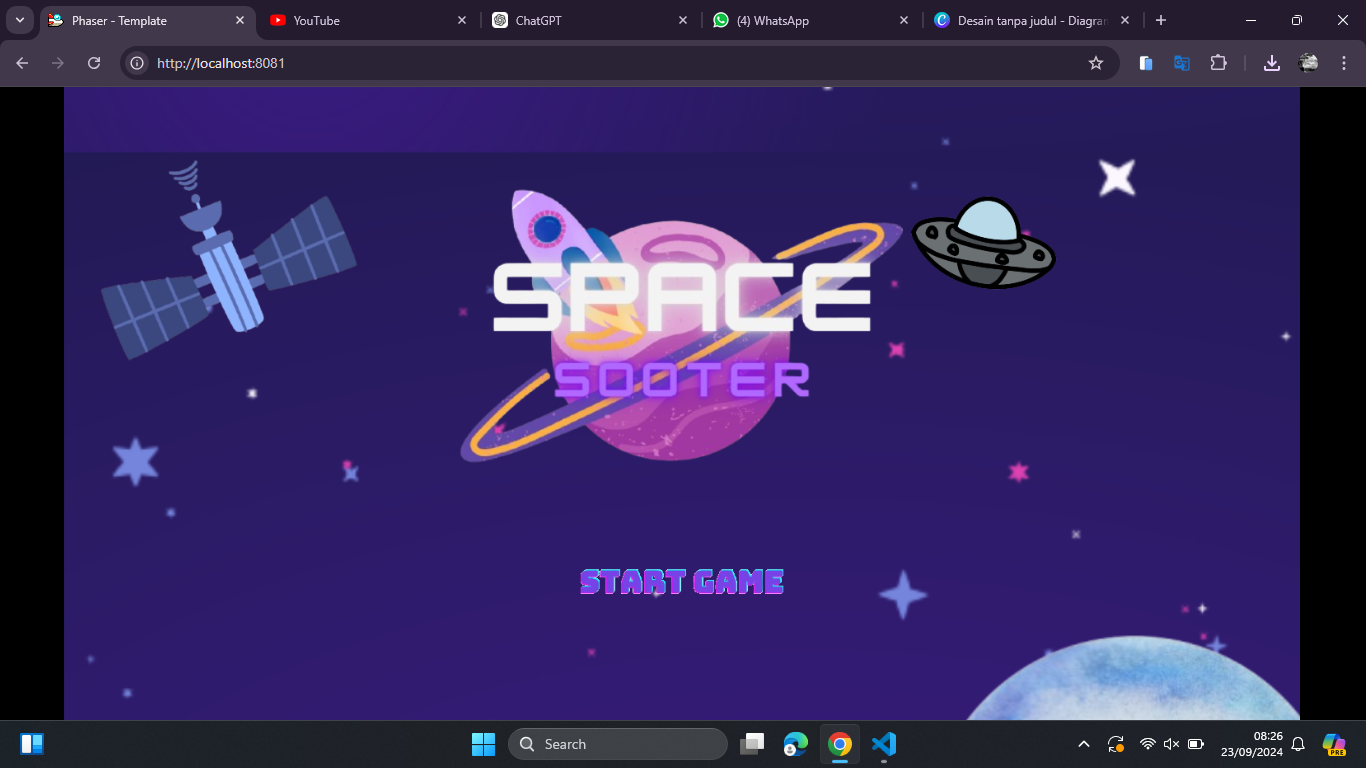 Phaser - Template
YouTube
ChatGPT
(4) WhatsApp
Desain tanpa judul - Diagram
http://localhost:8081
SPACE
SOOTER
START GAME
Search
08:26
23/09/2024
PRE